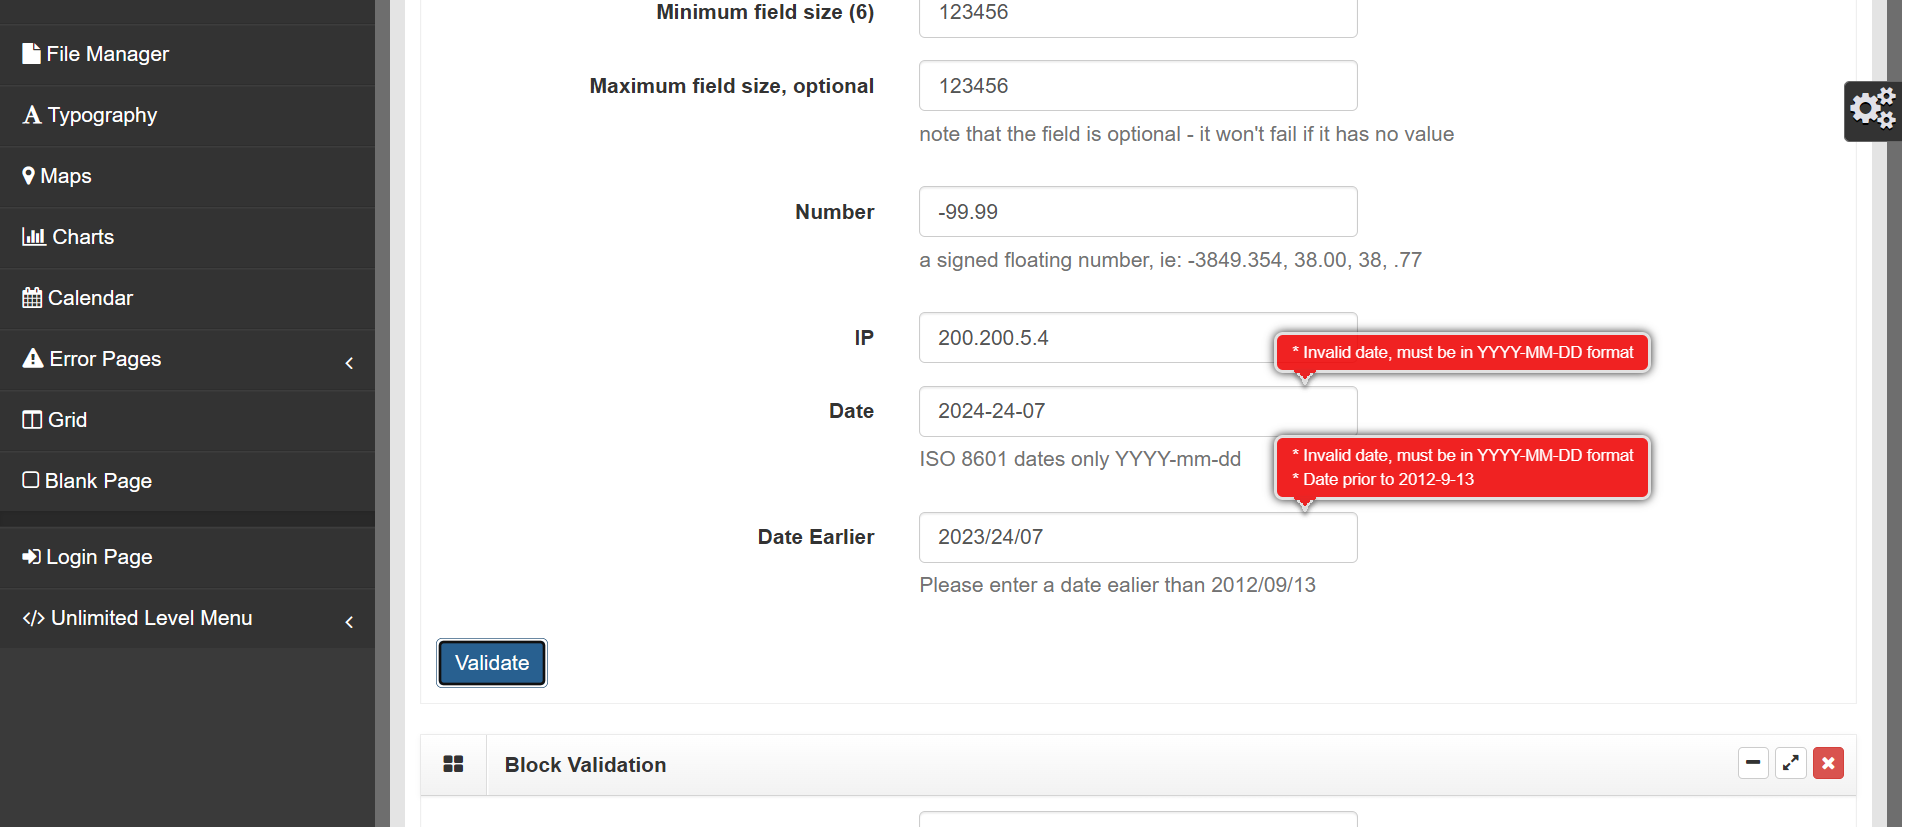 File Manager
Typography
Maps
Charts
Calendar
Error Pages
Grid
Blank Page
Login Page
Unlimited Level Menu
Minimum field size (6)
123456
Maximum field size, optional
123456
note that the field is optional - it won't fail if it has no value
Number
-99.99
a signed floating number, ie: -3849.354, 38.00, 38, .77
IP
200.200.5.4
* Invalid date, must be in YYYY-MM-DD format
Date
2024-24-07
ISO 8601 dates only YYYY-mm-dd
* Invalid date, must be in YYYY-MM-DD format
* Date prior to 2012-9-13
Date Earlier
2023/24/07
Please enter a date ealier than 2012/09/13
Validate
Block Validation